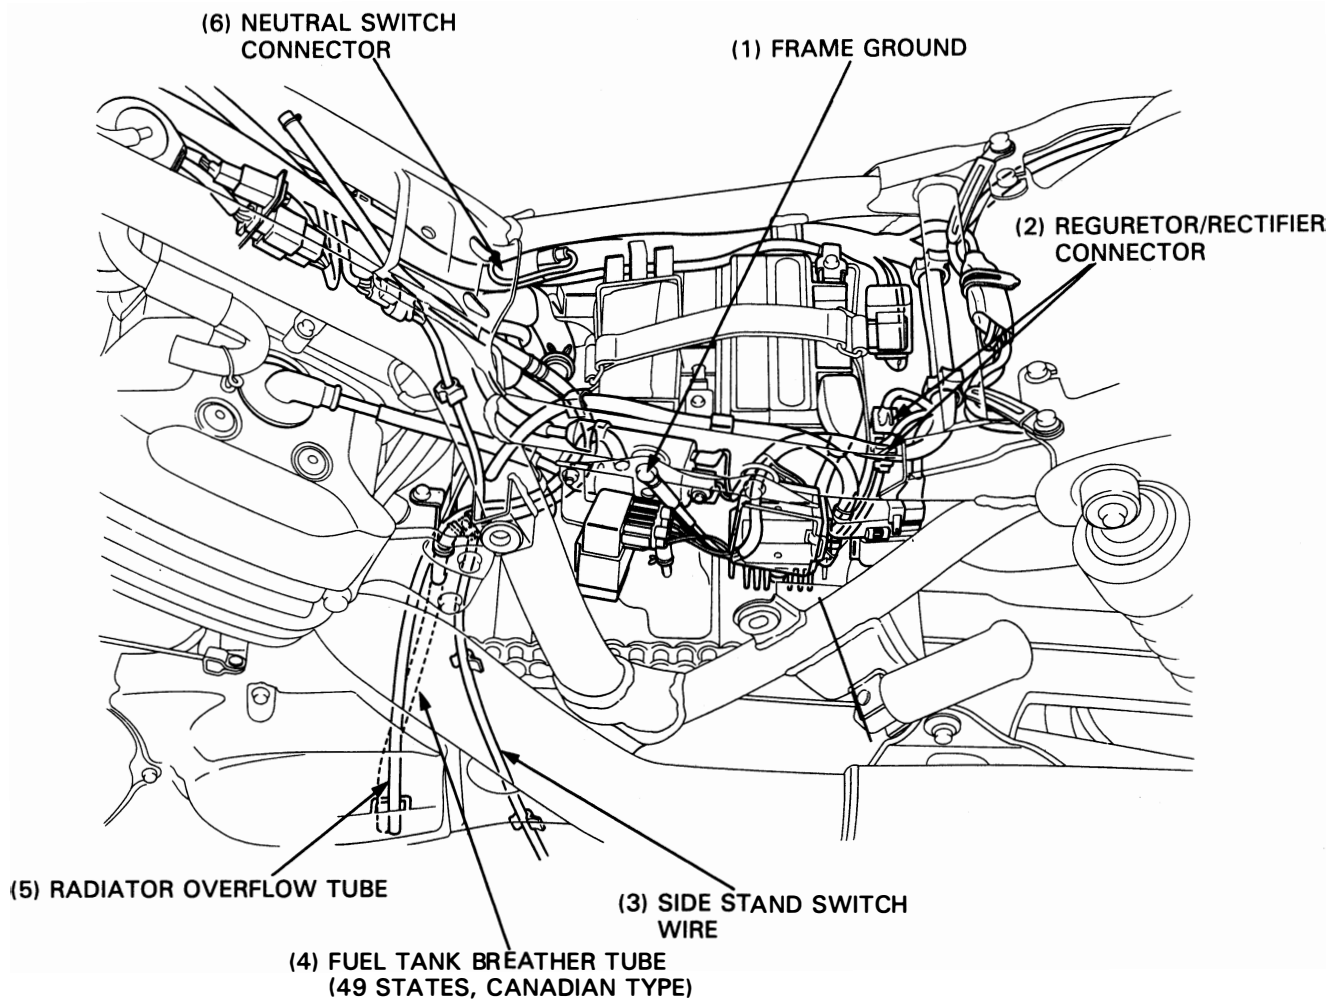 (6) NEUTRAL SWITCH
CONNECTOR
(1) FRAME GROUND
(2) REGURETOR/RECTIFIER
CONNECTOR
(5) RADIATOR OVERFLOW TUBE
(3) SIDE STAND SWITCH
WIRE
(4) FUEL TANK BREATHER TUBE
(49 STATES, CANADIAN TYPE)